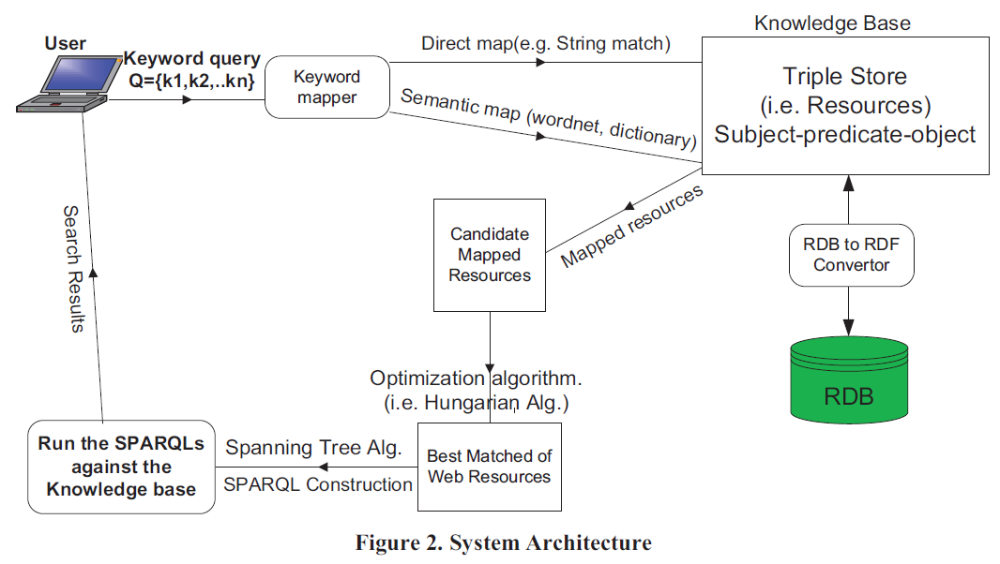 Knowledge Base
User
Keyword query
Q={k1,k2,..kn}
Keyword
mapper
Direct map(e.g. String match)
Semantic map (wordnet, dictionary)
Triple Store
(i.e. Resources)
Subject-predicate-object
Mapped resources
Candidate
Mapped
Resources
RDB to RDF
Convertor
RDB
Search Results
Optimization algorithm.
(i.e. Hungarian Alg.)
Run the SPARQLs
against the
Knowledge base
Spanning Tree Alg.
SPARQL Construction
Best Matched of
Web Resources
Figure 2. System Architecture